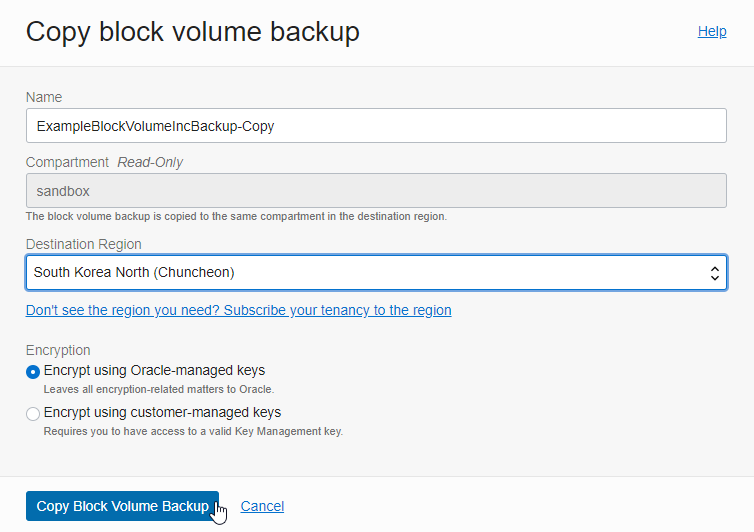 Copy block volume backup
Help
Name
ExampleBlockVolumeIncBackup-Copy
Compartment Read-Only
sandbox
The block volume backup is copied to the same compartment in the destination region.
Destination Region
South Korea North (Chuncheon)
Don't see the region you need? Subscribe your tenancy to the region
Encryption
Encrypt using Oracle-managed keys
Leaves all encryption-related matters to Oracle.
Encrypt using customer-managed keys
Requires you to have access to a valid Key Management key.
Copy Block Volume Backup
Cancel